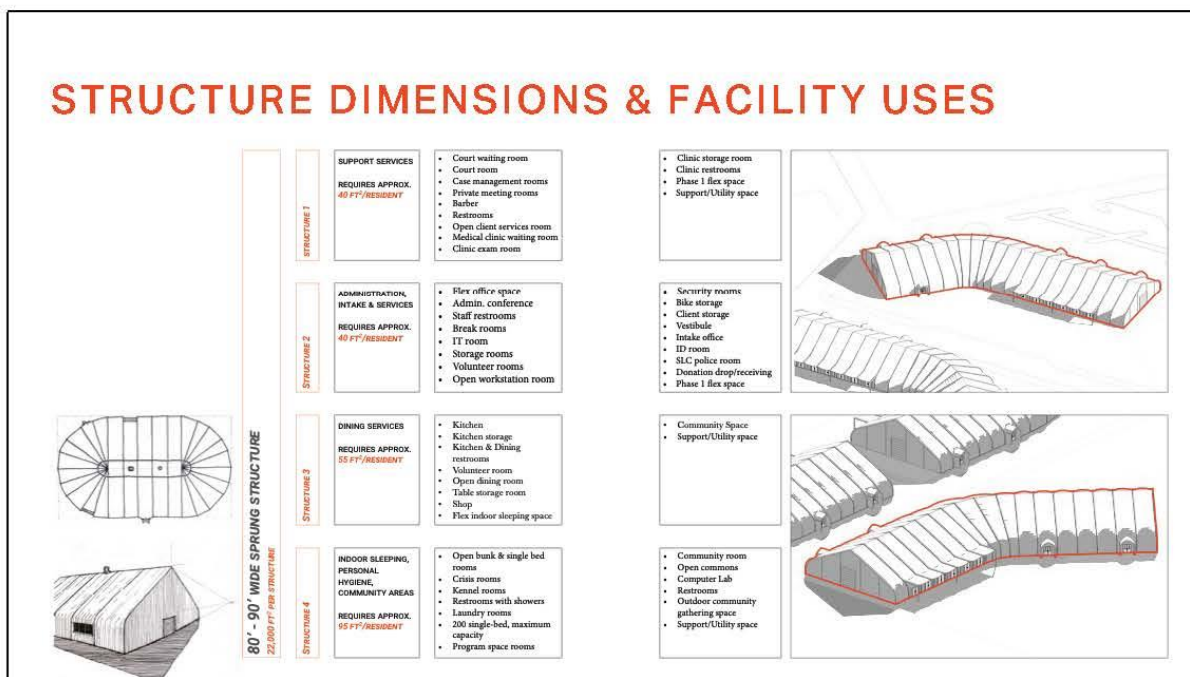 STRUCTURE DIMENSIONS & FACILITY USES
80' - 90' WIDE SPRUNG STRUCTURE
22,000 FT² PER STRUCTURE
STRUCTURE 1
SUPPORT SERVICES
REQUIRES APPROX.
40 FT²/RESIDENT
• Court waiting room
• Court room
• Case management rooms
• Private meeting rooms
• Barber
• Restrooms
• Open client services room
• Medical clinic waiting room
• Clinic exam room
• Clinic storage room
• Clinic restrooms
• Phase 1 flex space
• Support/Utility space
STRUCTURE 2
ADMINISTRATION,
INTAKE & SERVICES
REQUIRES APPROX.
40 FT²/RESIDENT
• Flex office space
• Admin. conference
• Staff restrooms
• Break rooms
• IT room
• Storage rooms
• Volunteer rooms
• Open workstation room
• Security rooms
• Bike storage
• Client storage
• Vestibule
• Intake office
• ID room
• SLC police room
• Donation drop/receiving
• Phase 1 flex space
STRUCTURE 3
DINING SERVICES
REQUIRES APPROX.
55 FT²/RESIDENT
• Kitchen
• Kitchen storage
• Kitchen & Dining
restrooms
• Volunteer room
• Open dining room
• Table storage room
• Shop
• Flex indoor sleeping space
• Community Space
• Support/Utility space
STRUCTURE 4
INDOOR SLEEPING,
PERSONAL
HYGIENE,
COMMUNITY AREAS
REQUIRES APPROX.
95 FT²/RESIDENT
• Open bunk & single bed
rooms
• Crisis rooms
• Kennel rooms
• Restrooms with showers
• Laundry rooms
• 200 single-bed, maximum
capacity
• Program space rooms
• Community room
• Open commons
• Computer Lab
• Restrooms
• Outdoor community
gathering space
• Support/Utility space